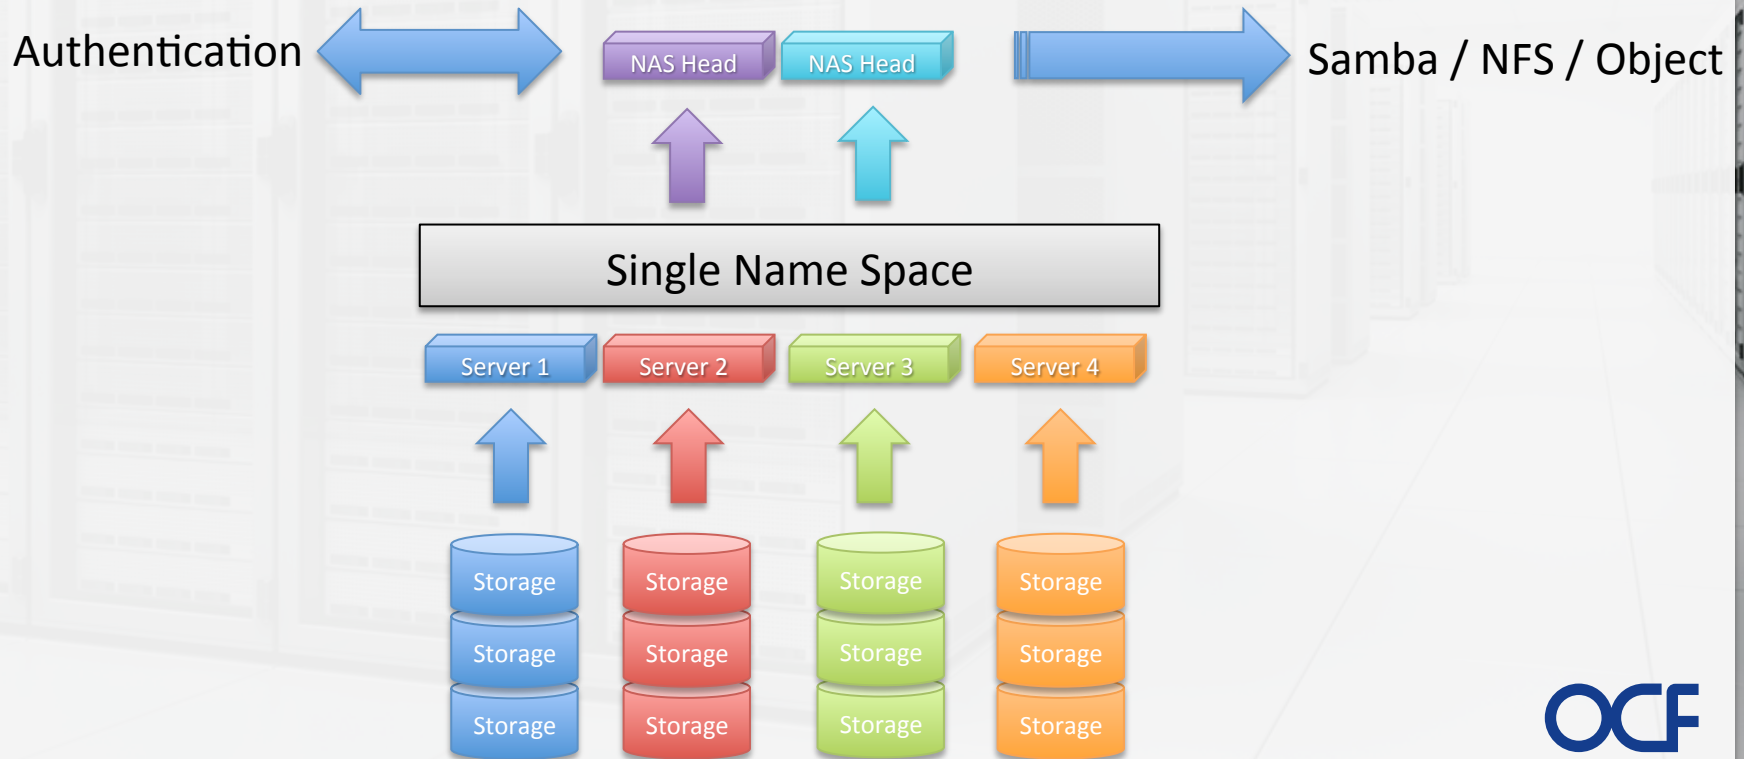 Authentication
NAS Head
NAS Head
Samba / NFS / Object
Single Name Space
Server 1
Server 2
Server 3
Server 4
Storage
Storage
Storage
Storage
Storage
Storage
Storage
Storage
Storage
Storage
Storage
Storage
OCF